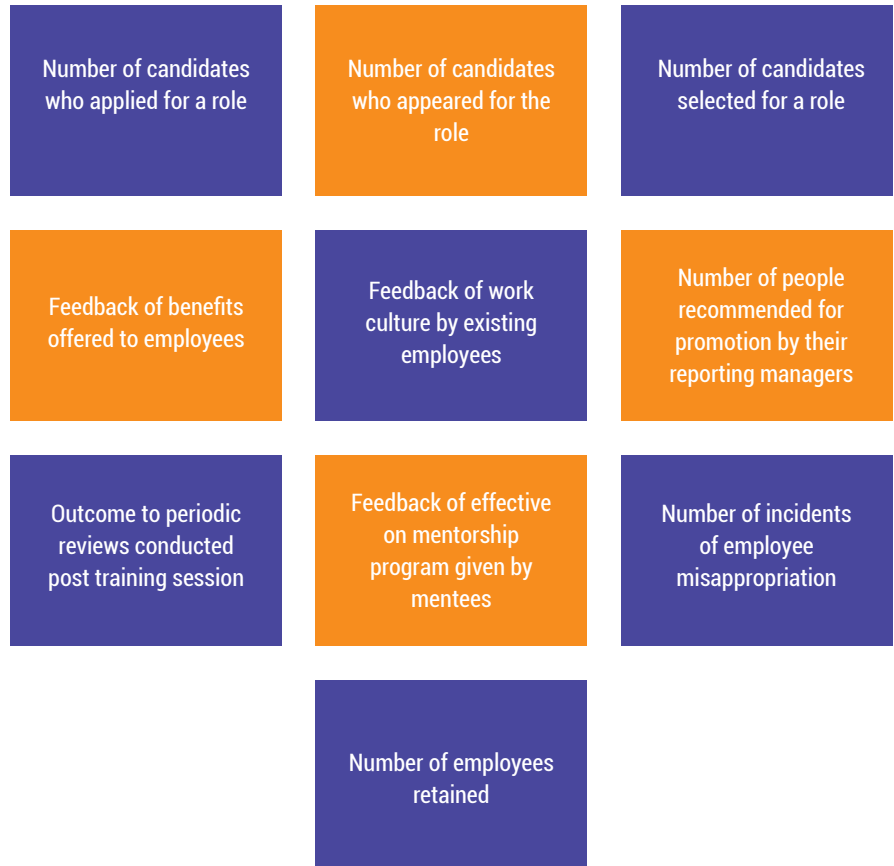 Number of candidates
who applied for a role
Number of candidates
who appeared for the
role
Number of candidates
selected for a role
Feedback of benefits
offered to employees
Feedback of work
culture by existing
employees
Number of people
recommended for
promotion by their
reporting managers
Outcome to periodic
reviews conducted
post training session
Feedback of effective
on mentorship
program given by
mentees
Number of incidents
of employee
misappropriation
Number of employees
retained